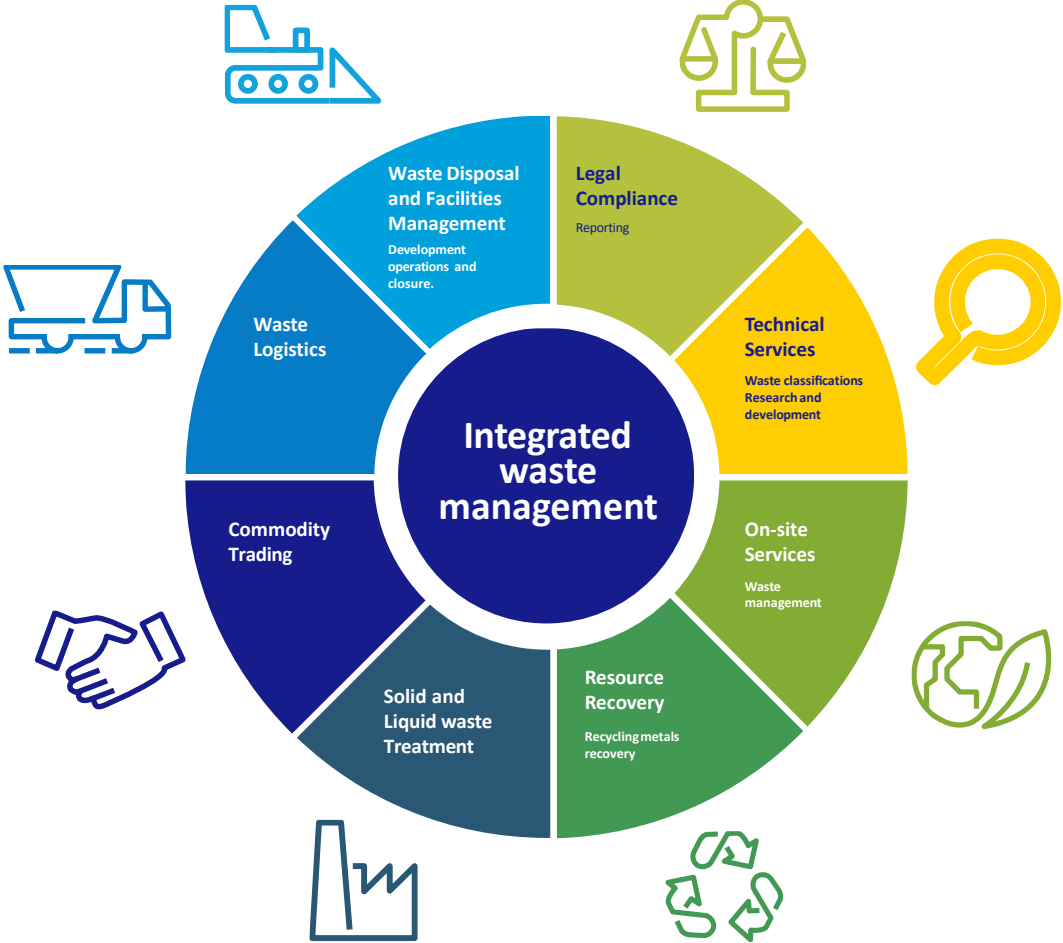 Waste Disposal
and Facilities
Management
Development
operations and
closure.
Legal
Compliance
Reporting
Technical
Services
Waste classifications
Research and
development
On-site
Services
Waste
management
Resource
Recovery
Recycling metals
recovery
Solid and
Liquid waste
Treatment
Commodity
Trading
Waste
Logistics
Integrated
waste
management